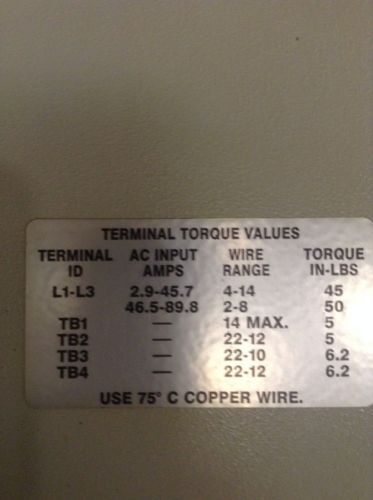 TERMINAL TORQUE VALUES
TERMINAL AC INPUT WIRE TORQUE
ID AMPS RANGE IN-LBS
L1-L3 2.9-45.7 4-14 45
46.5-89.8 2-8 50
TB1 — 14 MAX. 5
TB2 — 22-12 5
TB3 — 22-10 6.2
TB4 — 22-12 6.2
USE 75° C COPPER WIRE.